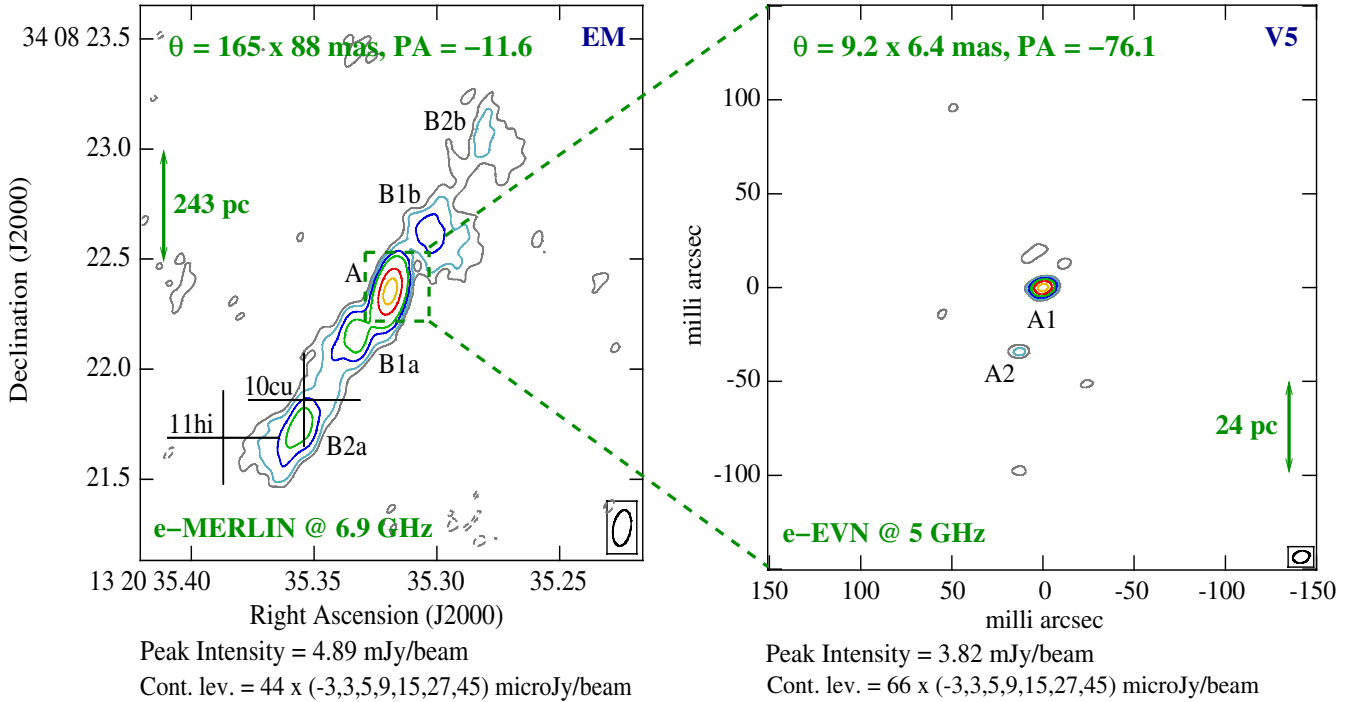 θ = 165 x 88 mas, PA = −11.6
EM
34 08 23.5
23.0
22.5
22.0
21.5
Declination (J2000)
243 pc
B2b
B1b
A
B1a
10cu
11hi
B2a
e−MERLIN @ 6.9 GHz
13 20 35.40
35.35
35.30
35.25
Right Ascension (J2000)
Peak Intensity = 4.89 mJy/beam
Cont. lev. = 44 x (-3,3,5,9,15,27,45) microJy/beam
θ = 9.2 x 6.4 mas, PA = −76.1
V5
100
50
0
-50
-100
milli arcsec
A1
A2
24 pc
e−EVN @ 5 GHz
150
100
50
0
-50
-100
-150
milli arcsec
Peak Intensity = 3.82 mJy/beam
Cont. lev. = 66 x (-3,3,5,9,15,27,45) microJy/beam